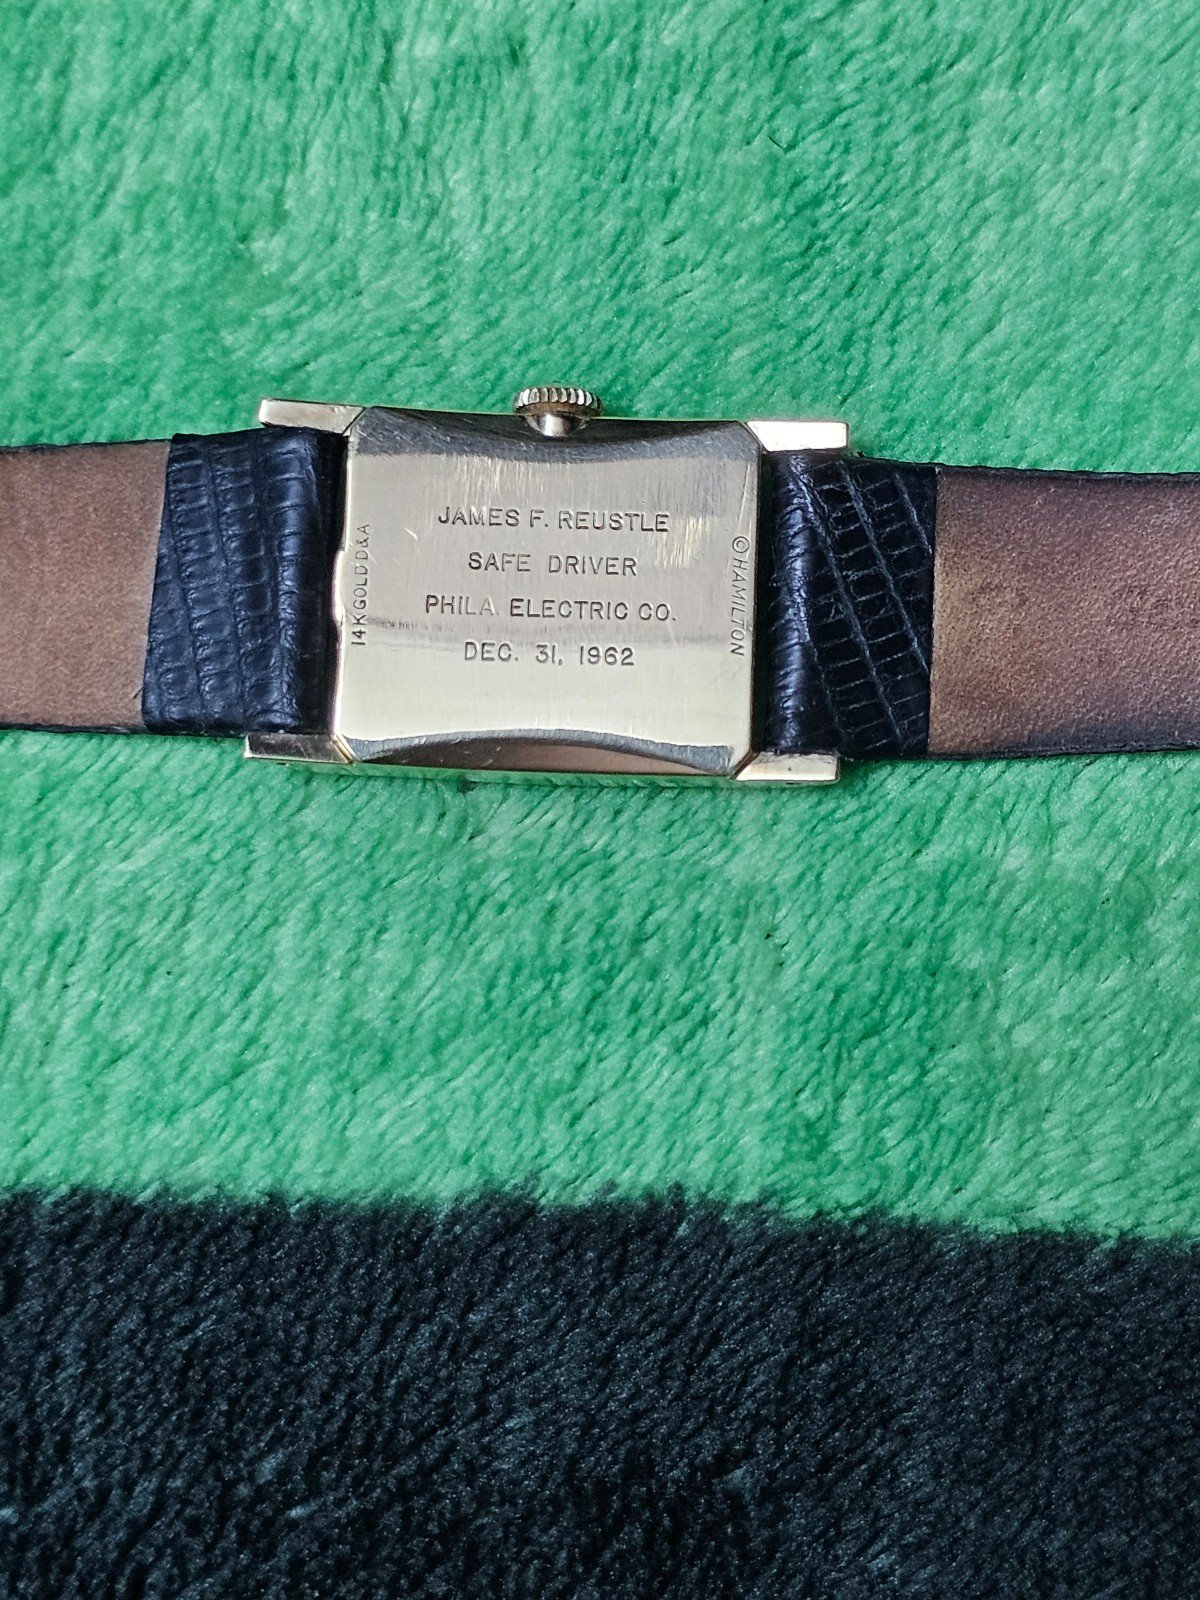 JAMES F. REUSTLE
SAFE DRIVER
PHILA ELECTRIC CO.
DEC. 31, 1962
14K GOLD D&A
© HAMILTON